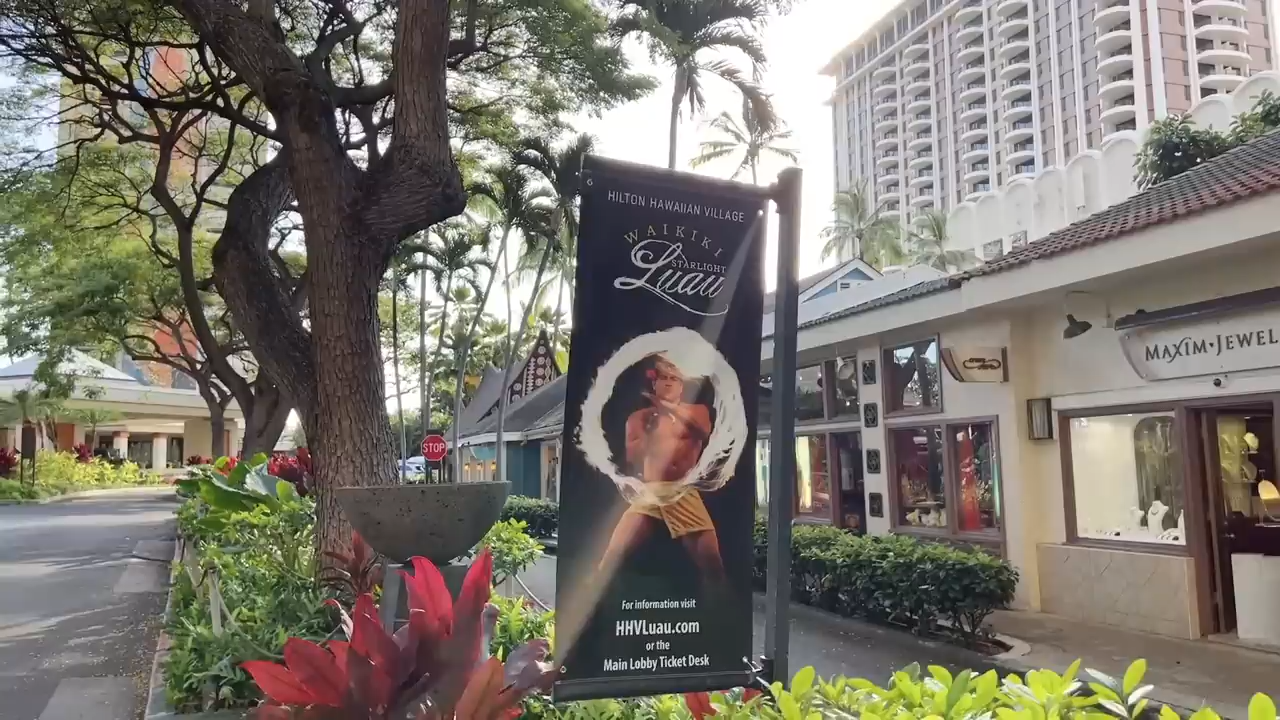 6
HILTON HAWAIIAN VILLAGE
WAIKIKI
STARLIGHT
Luau
For information visit
HHVLuau.com
or the
Main Lobby Ticket Desk
STOP
MAXIM·JEWEL